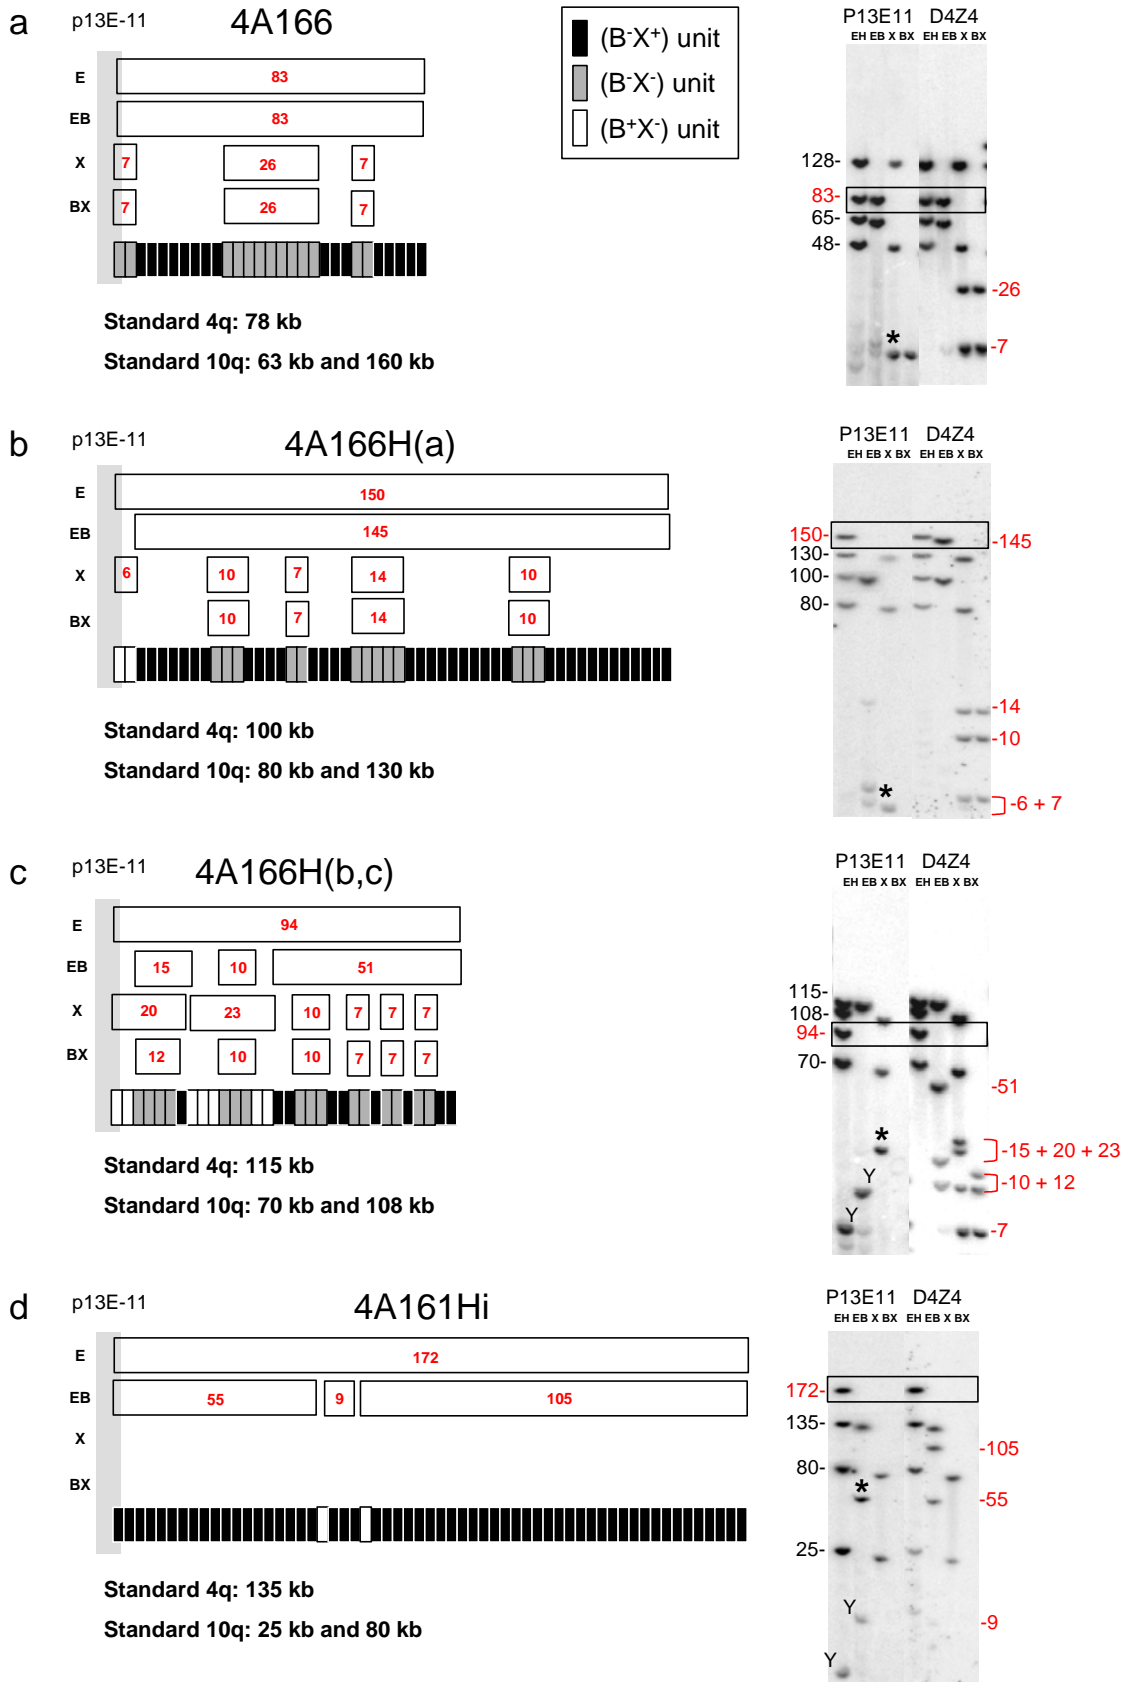 a
p13E-11
4A166
E
83
EB
83
X
7
26
7
BX
7
26
7
Standard 4q: 78 kb
Standard 10q: 63 kb and 160 kb
(B-X+) unit
(B-X-) unit
(B+X-) unit
P13E11 D4Z4
EH EB X BX EH EB X BX
128-
83-
65-
48-
*
-26
-7
b
p13E-11
4A166H(a)
E
150
EB
145
X
6
10
7
14
10
BX
10
7
14
10
Standard 4q: 100 kb
Standard 10q: 80 kb and 130 kb
P13E11 D4Z4
EH EB X BX EH EB X BX
150-
130-
100-
80-
*
-145
-14
-10
-6 + 7
c
p13E-11
4A166H(b,c)
E
94
EB
15
10
51
X
20
23
10
7
7
7
BX
12
10
10
7
7
7
Standard 4q: 115 kb
Standard 10q: 70 kb and 108 kb
P13E11 D4Z4
EH EB X BX EH EB X BX
115-
108-
94-
70-
*
Y
Y
-51
-15 + 20 + 23
-10 + 12
-7
d
p13E-11
4A161Hi
E
172
EB
55
9
105
X
BX
Standard 4q: 135 kb
Standard 10q: 25 kb and 80 kb
P13E11 D4Z4
EH EB X BX EH EB X BX
172-
135-
80-
25-
*
Y
Y
-105
-55
-9